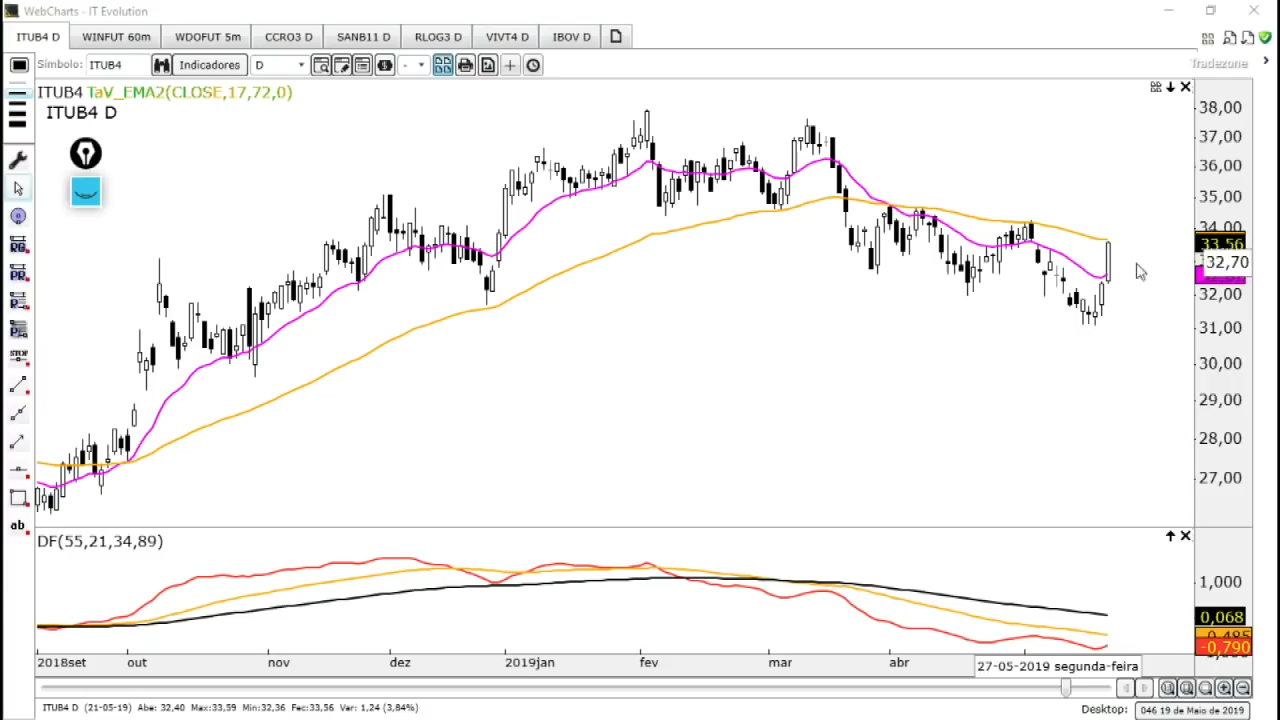 WebCharts - IT Evolution
ITUB4 D WINFUT 60m WDOFUT 5m CCRO3 D SANB11 D RLOG3 D VIVT4 D IBOV D
Símbolo: ITUB4 Indicadores D - Tradezone
ITUB4 TaV_EMA2(CLOSE,17,72,0)
ITUB4 D
38,00
37,00
36,00
35,00
34,00
33,56
32,70
32,00
31,00
30,00
29,00
28,00
27,00
RG
PR
P
P
STOP
ab
DF(55,21,34,89)
1,000
0,068
-0,790
2018set out nov dez 2019jan fev mar abr 27-05-2019 segunda-feira
ITUB4 D (21-05-19) Abe: 32,40 Max:33,59 Min:32,36 Fec:33,56 Var: 1,24 (3,84%) Desktop: 046 19 de Maio de 2019